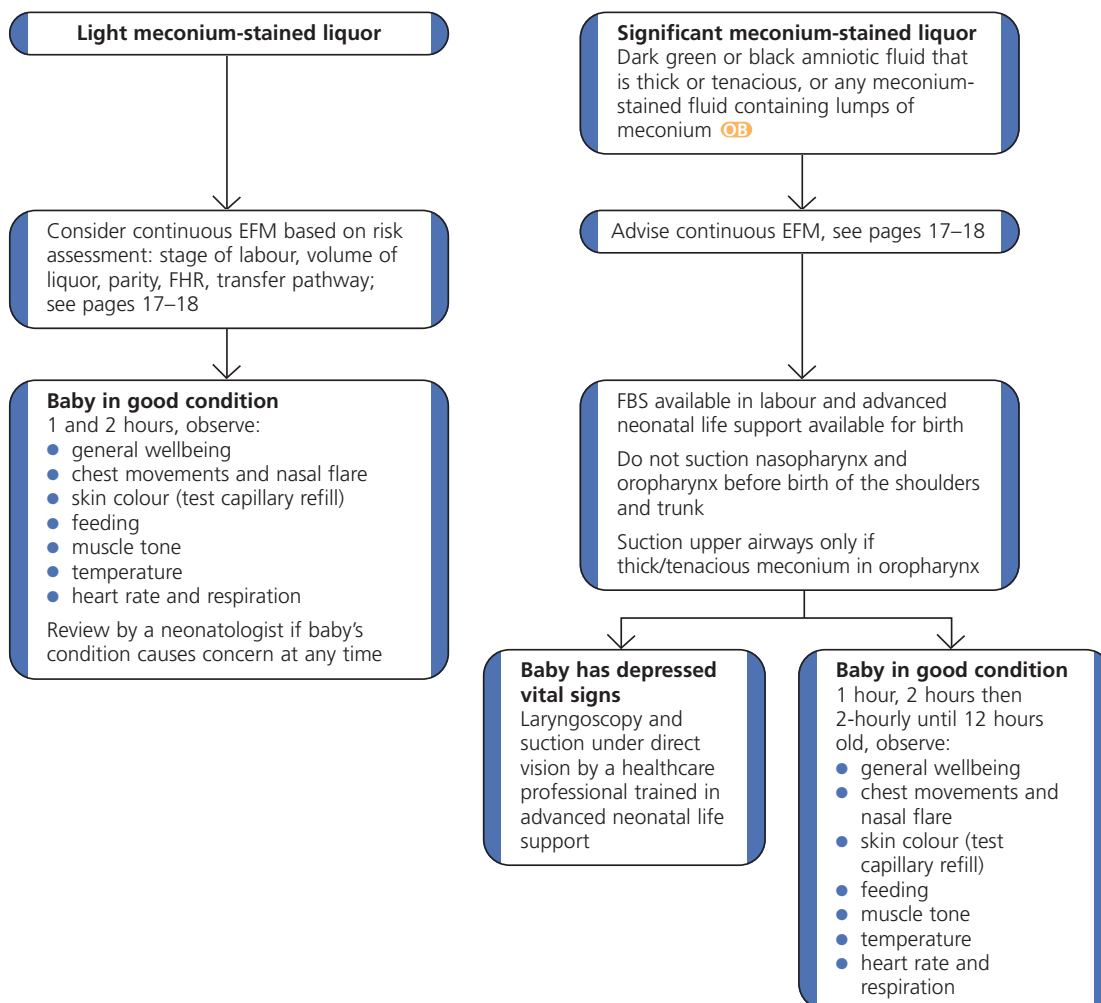 Light meconium-stained liquor
Consider continuous EFM based on risk
assessment: stage of labour, volume of
liquor, parity, FHR, transfer pathway;
see pages 17–18
Baby in good condition
1 and 2 hours, observe:
● general wellbeing
● chest movements and nasal flare
● skin colour (test capillary refill)
● feeding
● muscle tone
● temperature
● heart rate and respiration
Review by a neonatologist if baby’s
condition causes concern at any time
Significant meconium-stained liquor
Dark green or black amniotic fluid that
is thick or tenacious, or any meconium-
stained fluid containing lumps of
meconium OB
Advise continuous EFM, see pages 17–18
FBS available in labour and advanced
neonatal life support available for birth
Do not suction nasopharynx and
oropharynx before birth of the shoulders
and trunk
Suction upper airways only if
thick/tenacious meconium in oropharynx
Baby has depressed
vital signs
Laryngoscopy and
suction under direct
vision by a healthcare
professional trained in
advanced neonatal life
support
Baby in good condition
1 hour, 2 hours then
2-hourly until 12 hours
old, observe:
● general wellbeing
● chest movements and
nasal flare
● skin colour (test
capillary refill)
● feeding
● muscle tone
● temperature
● heart rate and
respiration